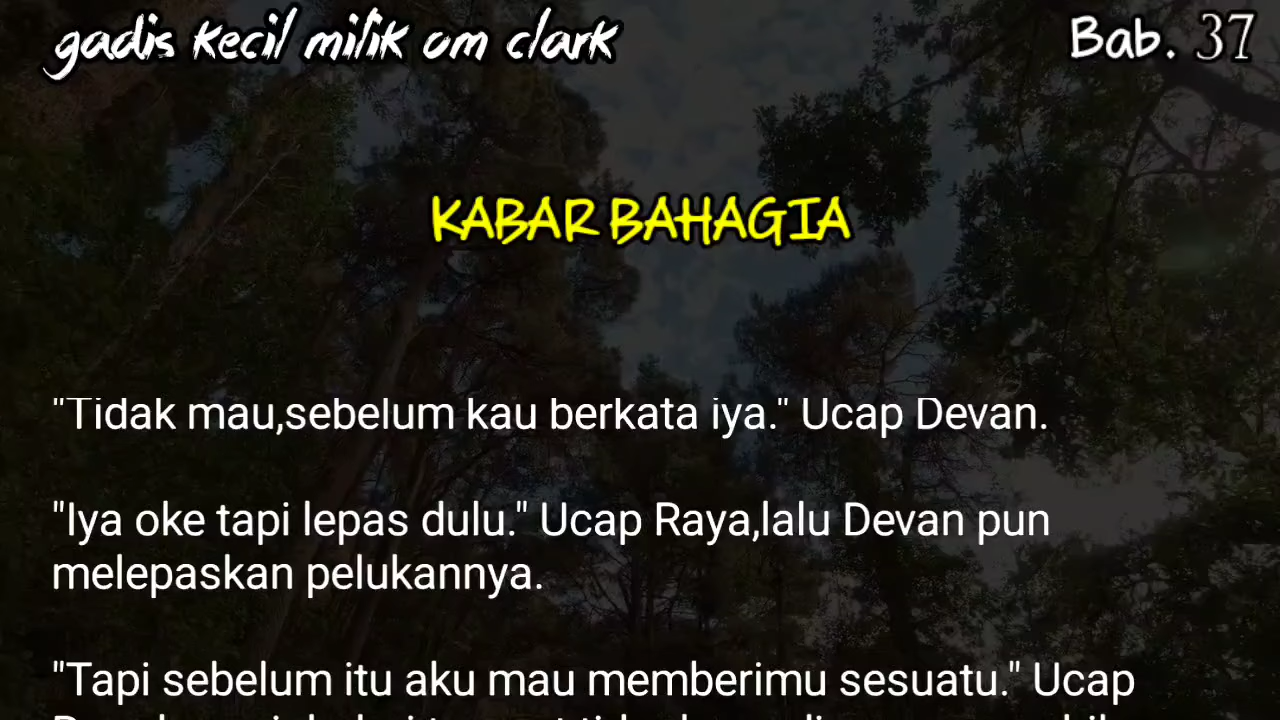 gadis kecil milik om clark
Bab. 37
KABAR BAHAGIA
"Tidak mau,sebelum kau berkata iya." Ucap Devan.
"Iya oke tapi lepas dulu." Ucap Raya,lalu Devan pun
melepaskan pelukannya.
"Tapi sebelum itu aku mau memberimu sesuatu." Ucap